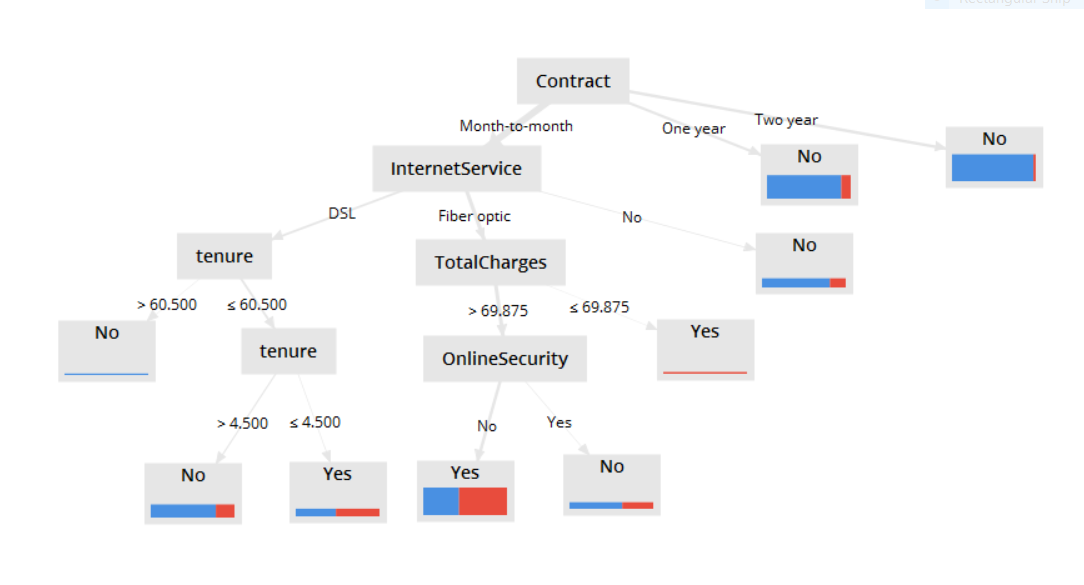 Rectangular Snip
Contract
Month-to-month
One year
Two year
No
No
InternetService
DSL
Fiber optic
No
No
tenure
TotalCharges
> 60.500
≤ 60.500
> 69.875
≤ 69.875
No
tenure
OnlineSecurity
Yes
> 4.500
≤ 4.500
No
Yes
No
Yes
Yes
No